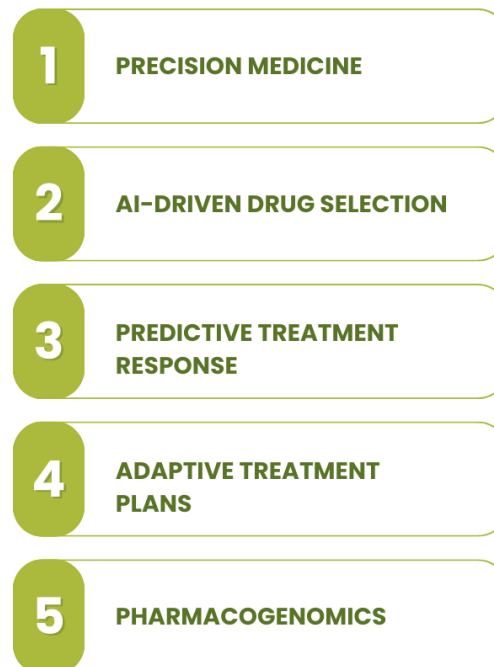 1
PRECISION MEDICINE
2
AI-DRIVEN DRUG SELECTION
3
PREDICTIVE TREATMENT
RESPONSE
4
ADAPTIVE TREATMENT
PLANS
5
PHARMACOGENOMICS